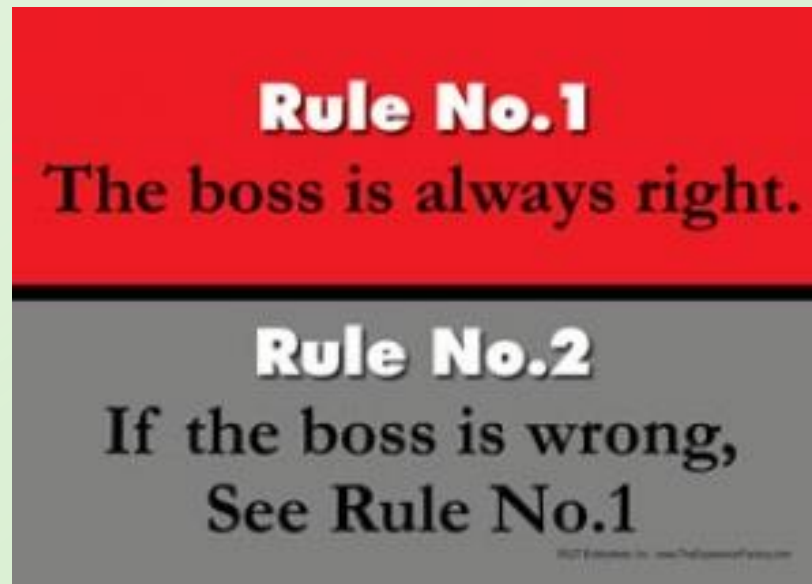 Rule No.1
The boss is always right.
Rule No.2
If the boss is wrong,
See Rule No.1